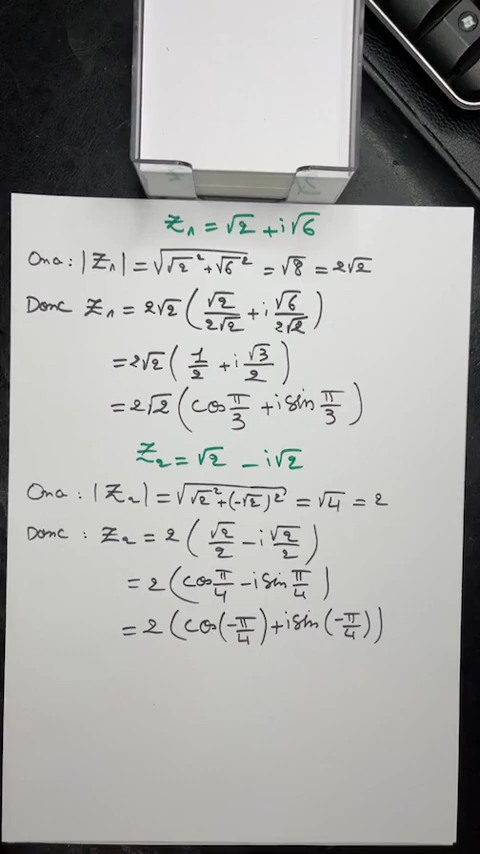 Z₁ = √2 + i√6
On a : |Z₁| = √(√2² + √6²) = √8 = 2√2
Donc Z₁ = 2√2 ( √2/2√2 + i √6/2√2 )
= 2√2 ( 1/2 + i √3/2 )
= 2√2 ( cos π/3 + i sin π/3 )
Z₂ = √2 - i√2
On a : |Z₂| = √(√2² + (-√2)²) = √4 = 2
Donc : Z₂ = 2 ( √2/2 - i √2/2 )
= 2 ( cos π/4 - i sin π/4 )
= 2 ( cos(-π/4) + i sin(-π/4) )